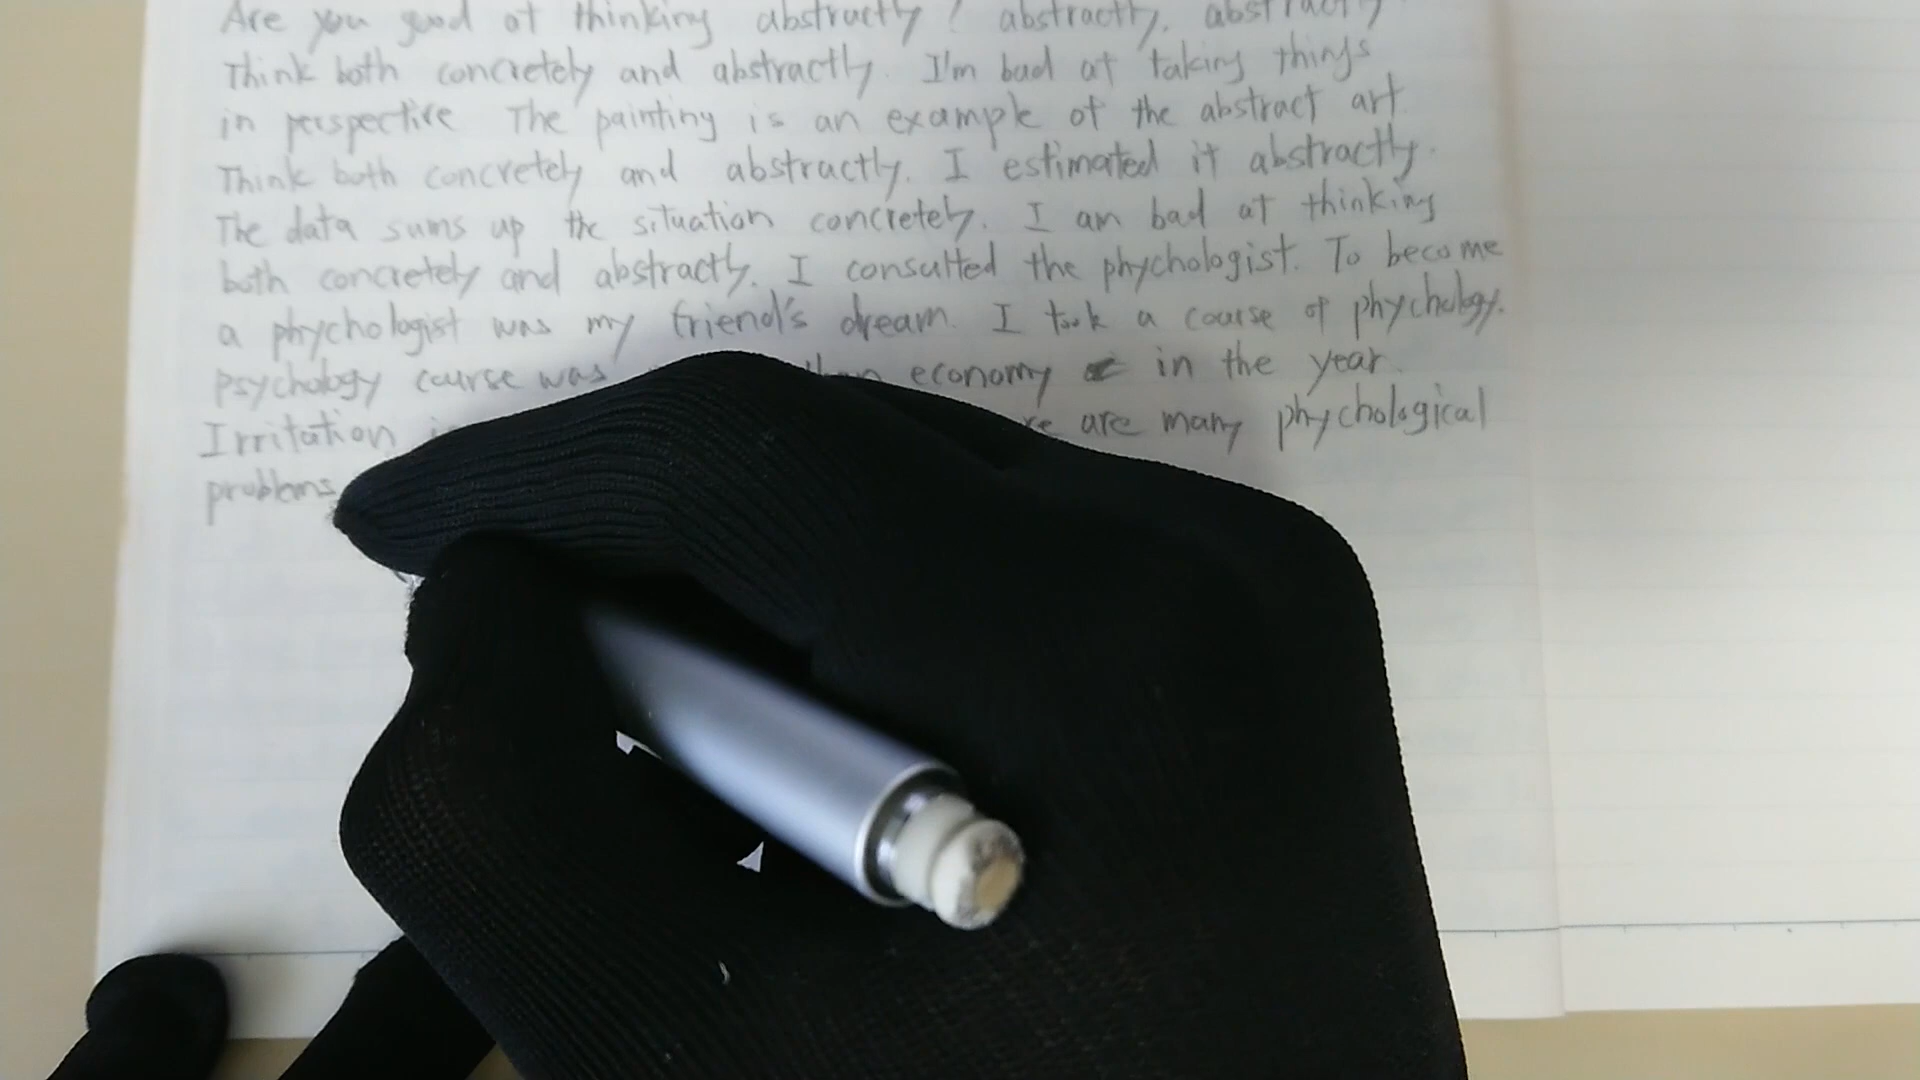 Are you good at thinking abstractly? abstractly, abstractly
Think both concretely and abstractly. I'm bad at taking things
in perspective The painting is an example of the abstract art.
Think both concretely and abstractly. I estimated it abstractly.
The data sums up the situation concretely. I am bad at thinking
both concretely and abstractly. I consulted the phychologist. To become
a phychologist was my friend's dream. I took a course of phychology.
psychology course was economy in the year.
Irritation are many phychological
problems